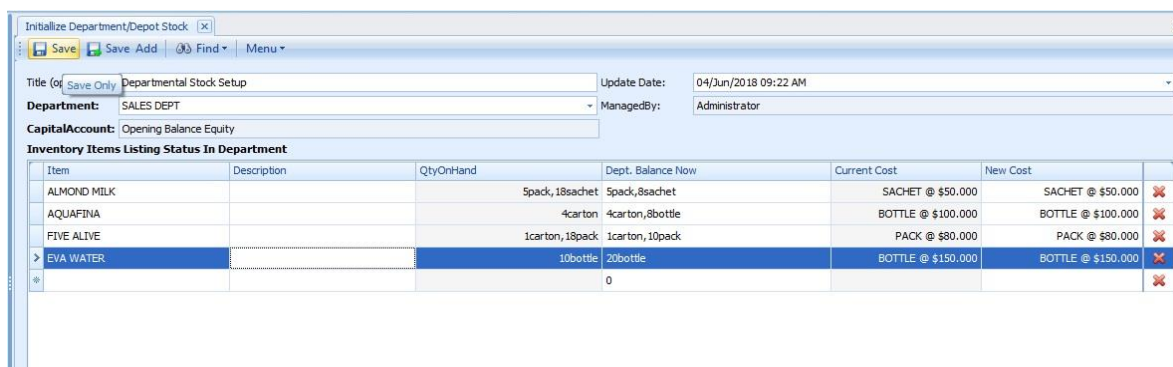 Initiallize Department/Depot Stock
Save Save Add Find Menu
Title (op Save Only Departmental Stock Setup Update Date: 04/Jun/2018 09:22 AM
Department: SALES DEPT ManagedBy: Administrator
CapitalAccount: Opening Balance Equity
Inventory Items Listing Status In Department
Item Description QtyOnHand Dept. Balance Now Current Cost New Cost
ALMOND MILK 5pack,18sachet 5pack,8sachet SACHET @ $50.000 SACHET @ $50.000
AQUAFINA 4carton 4carton,8bottle BOTTLE @ $100.000 BOTTLE @ $100.000
FIVE ALIVE 1carton,18pack 1carton,10pack PACK @ $80.000 PACK @ $80.000
EVA WATER 10bottle 20bottle BOTTLE @ $150.000 BOTTLE @ $150.000
0